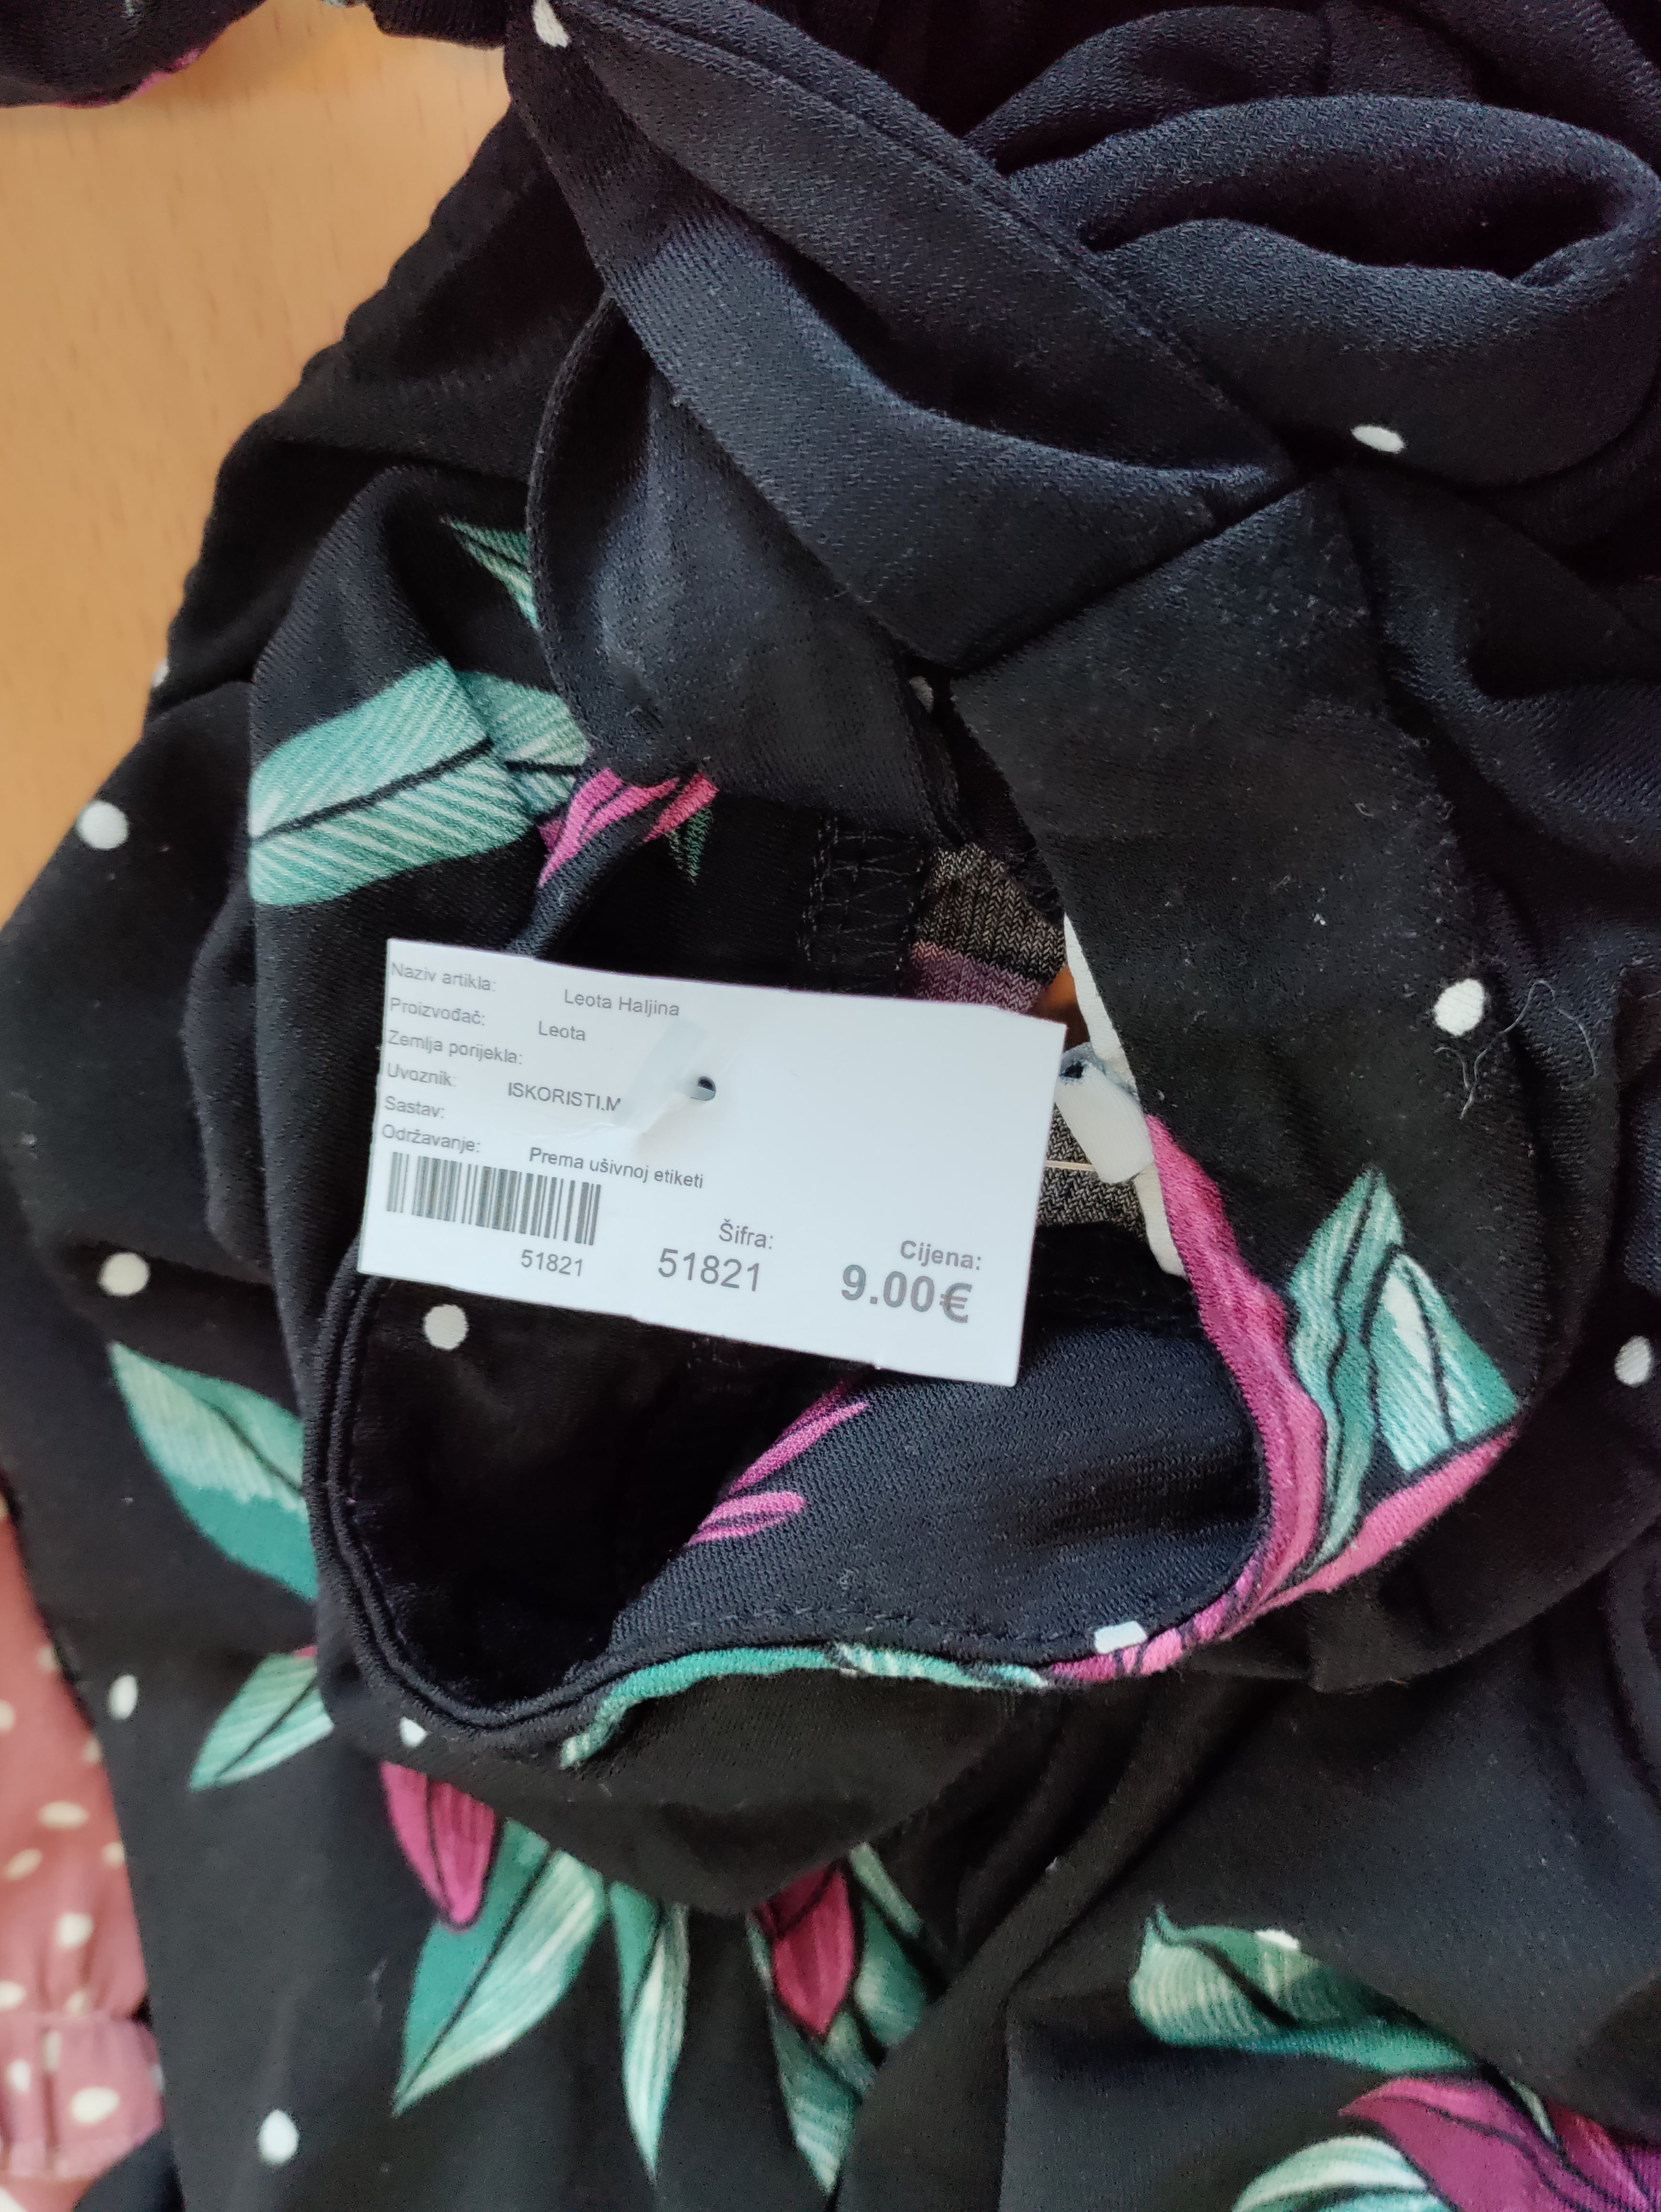 Naziv artikla: Leota Haljina
Proizvođač: Leota
Zemlja porijekla:
Uvoznik: ISKORISTI.M
Sastav:
Održavanje: Prema ušivnoj etiketi
51821
Šifra:
51821
Cijena:
9.00€